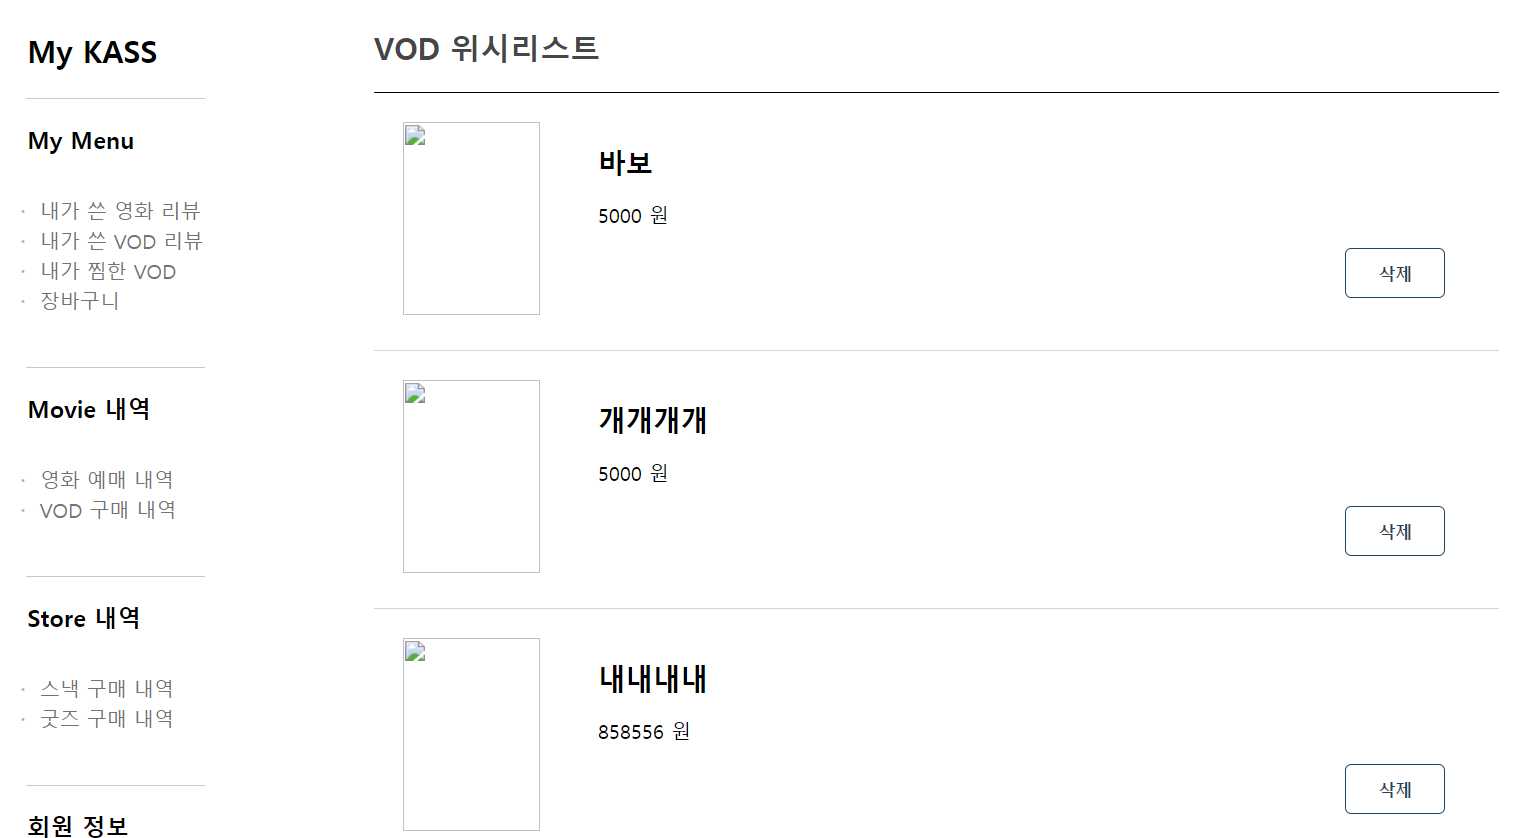 My KASS
My Menu
· 내가 쓴 영화 리뷰
· 내가 쓴 VOD 리뷰
· 내가 찜한 VOD
· 장바구니
Movie 내역
· 영화 예매 내역
· VOD 구매 내역
Store 내역
· 스낵 구매 내역
· 굿즈 구매 내역
회원 정보
VOD 위시리스트
바보
5000 원
삭제
개개개개
5000 원
삭제
내내내내
858556 원
삭제